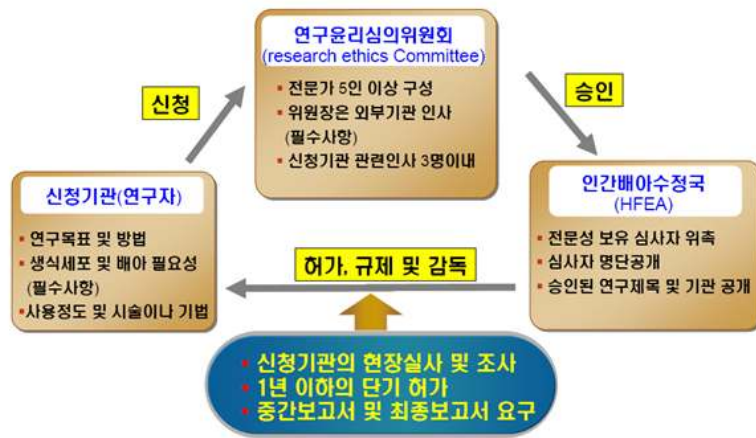 연구윤리심의위원회
(research ethics Committee)
▪ 전문가 5인 이상 구성
▪ 위원장은 외부기관 인사
(필수사항)
▪ 신청기관 관련인사 3명이내
신청
승인
신청기관(연구자)
▪ 연구목표 및 방법
▪ 생식세포 및 배아 필요성
(필수사항)
▪ 사용정도 및 시술이나 기법
인간배아수정국
(HFEA)
▪ 전문성 보유 심사자 위촉
▪ 심사자 명단공개
▪ 승인된 연구제목 및 기관 공개
허가, 규제 및 감독
• 신청기관의 현장실사 및 조사
• 1년 이하의 단기 허가
• 중간보고서 및 최종보고서 요구